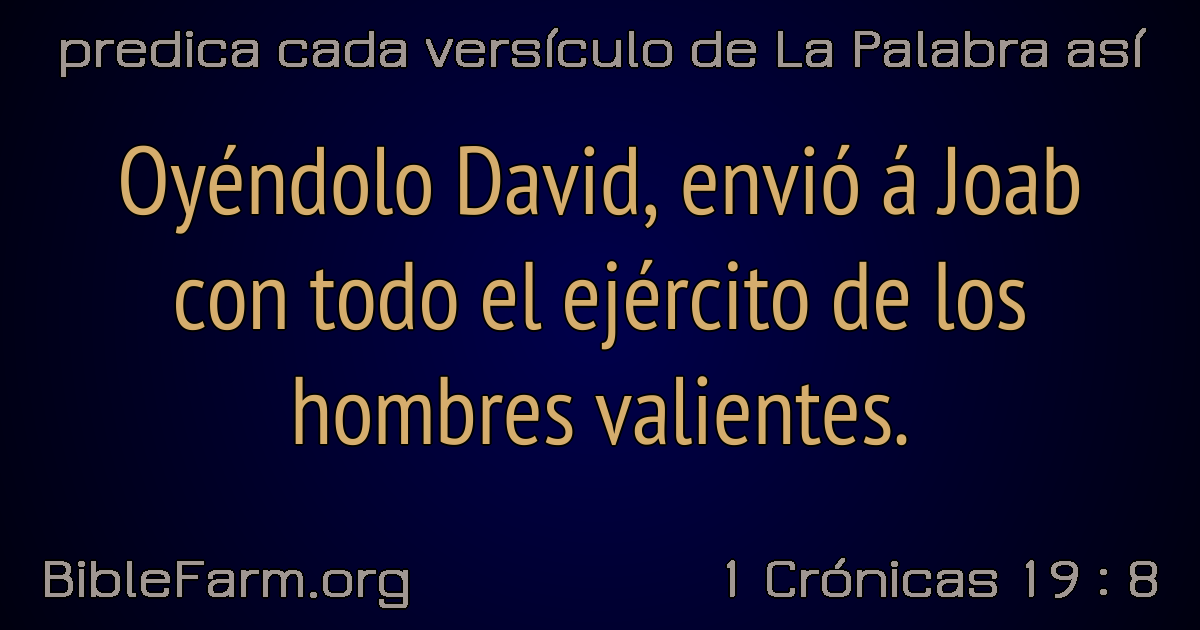 predica cada versículo de La Palabra así
Oyéndolo David, envió á Joab
con todo el ejército de los
hombres valientes.
BibleFarm.org
1 Crónicas 19 : 8